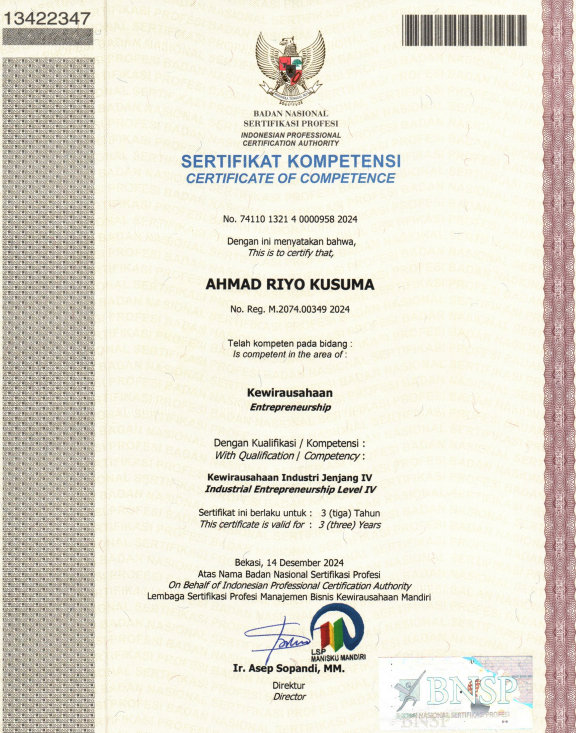 13422347
BADAN NASIONAL
SERTIFIKASI PROFESI
INDONESIAN PROFESSIONAL
CERTIFICATION AUTHORITY
SERTIFIKAT KOMPETENSI
CERTIFICATE OF COMPETENCE
No. 74110 1321 4 0000958 2024
Dengan ini menyatakan bahwa,
This is to certify that,
AHMAD RIYO KUSUMA
No. Reg. M.2074.00349 2024
Telah kompeten pada bidang :
Is competent in the area of :
Kewirausahaan
Entrepreneurship
Dengan Kualifikasi / Kompetensi :
With Qualification / Competency :
Kewirausahaan Industri Jenjang IV
Industrial Entrepreneurship Level IV
Sertifikat ini berlaku untuk : 3 (tiga) Tahun
This certificate is valid for : 3 (three) Years
Bekasi, 14 Desember 2024
Atas Nama Badan Nasional Sertifikasi Profesi
On Behalf of Indonesian Professional Certification Authority
Lembaga Sertifikasi Profesi Manajemen Bisnis Kewirausahaan Mandiri
LSP
MANISKU MANDIRI
Ir. Asep Sopandi, MM.
Direktur
Director
BNSP
BADAN NASIONAL SERTIFIKASI PROFESI
BNSP